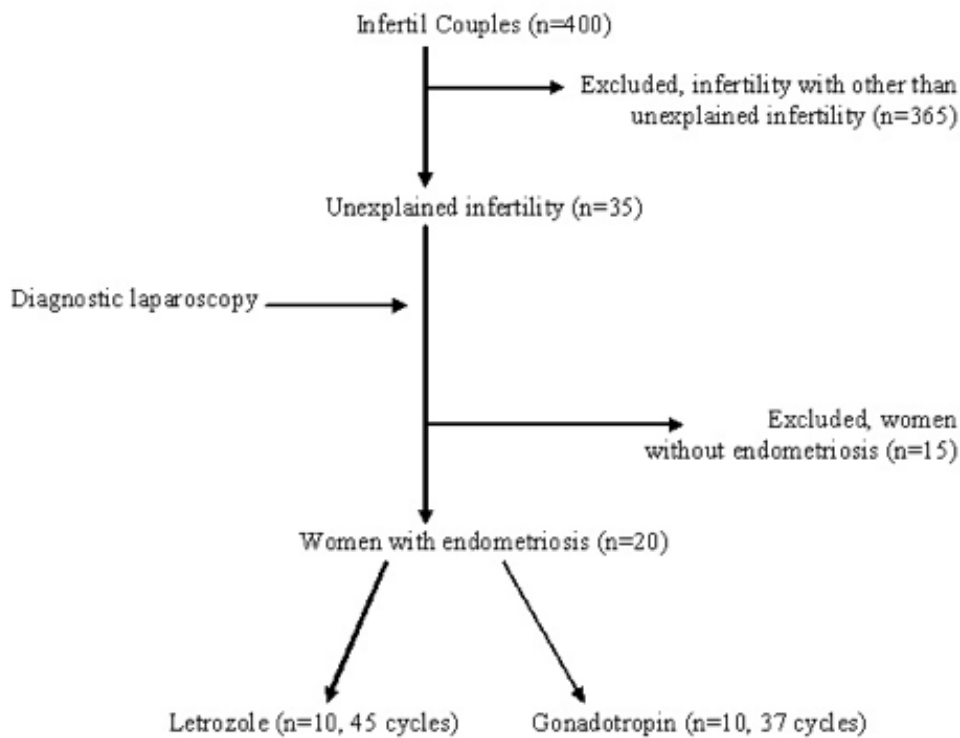 Infertil Couples (n=400)
Excluded, infertility with other than
unexplained infertility (n=365)
Unexplained infertility (n=35)
Diagnostic laparoscopy
Excluded, women
without endometriosis (n=15)
Women with endometriosis (n=20)
Letrozole (n=10, 45 cycles)
Gonadotropin (n=10, 37 cycles)